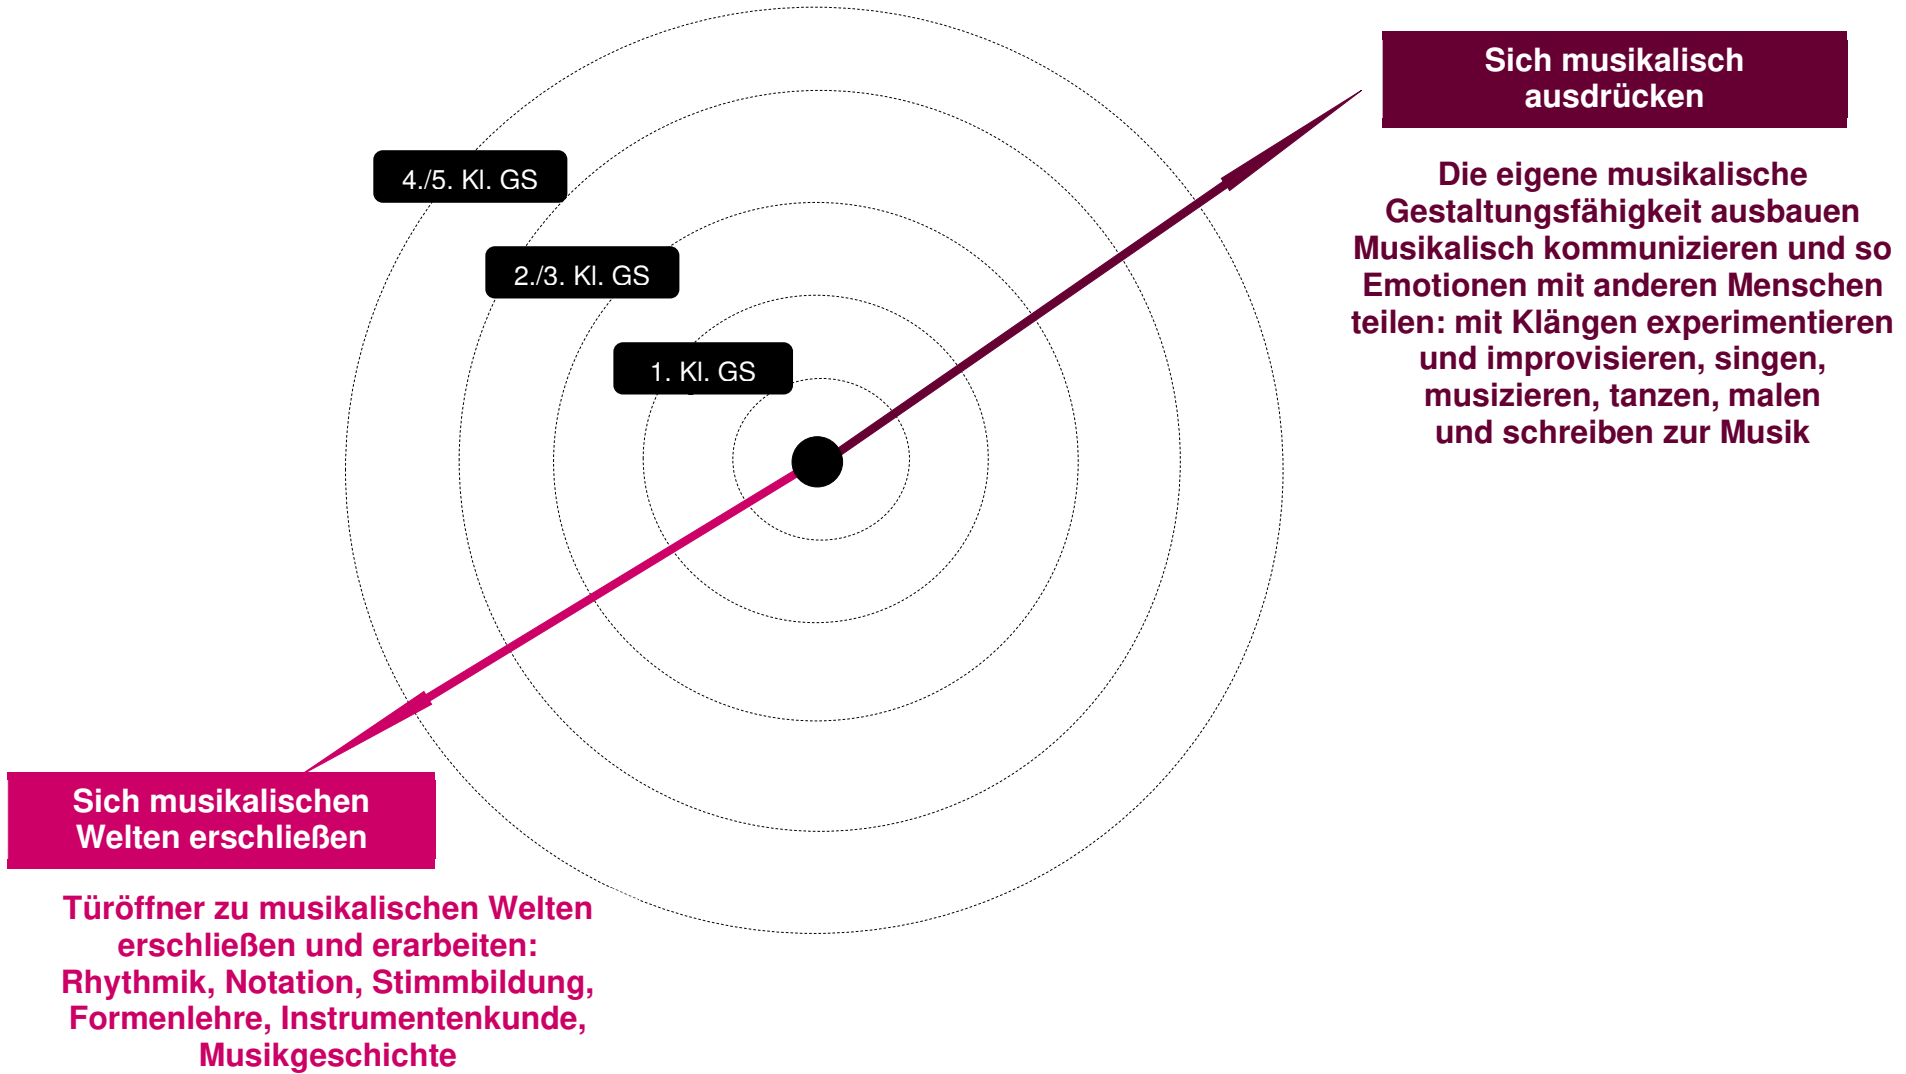 Sich musikalisch
ausdrücken
Die eigene musikalische
Gestaltungsfähigkeit ausbauen
Musikalisch kommunizieren und so
Emotionen mit anderen Menschen
teilen: mit Klängen experimentieren
und improvisieren, singen,
musizieren, tanzen, malen
und schreiben zur Musik
4./5. Kl. GS
2./3. Kl. GS
1. Kl. GS
Sich musikalischen
Welten erschließen
Türöffner zu musikalischen Welten
erschließen und erarbeiten:
Rhythmik, Notation, Stimmbildung,
Formenlehre, Instrumentenkunde,
Musikgeschichte